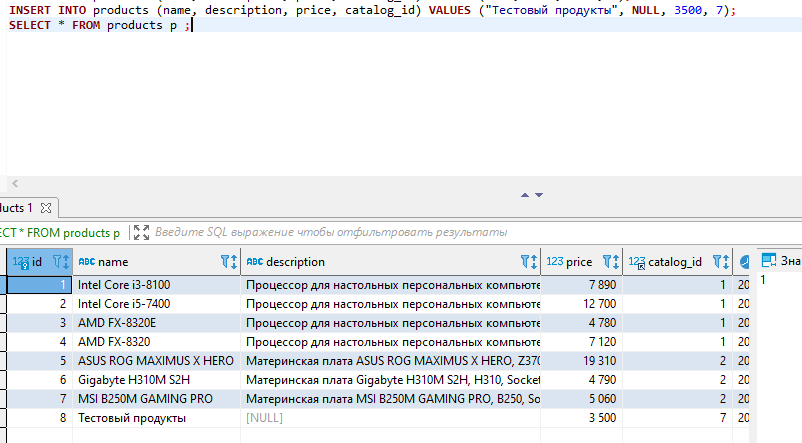 INSERT INTO products (name, description, price, catalog_id) VALUES ("Тестовый продукты", NULL, 3500, 7);
SELECT * FROM products p ;
ducts 1
ECT * FROM products p Введите SQL выражение чтобы отфильтровать результаты
123 id ABC name ABC description 123 price 123 catalog_id Зна
1 Intel Core i3-8100 Процессор для настольных персональных компьюте 7 890 1 20 1
2 Intel Core i5-7400 Процессор для настольных персональных компьюте 12 700 1 20
3 AMD FX-8320E Процессор для настольных персональных компьюте 4 780 1 20
4 AMD FX-8320 Процессор для настольных персональных компьюте 7 120 1 20
5 ASUS ROG MAXIMUS X HERO Материнская плата ASUS ROG MAXIMUS X HERO, Z370 19 310 2 20
6 Gigabyte H310M S2H Материнская плата Gigabyte H310M S2H, H310, Socket 4 790 2 20
7 MSI B250M GAMING PRO Материнская плата MSI B250M GAMING PRO, B250, So 5 060 2 20
8 Тестовый продукты [NULL] 3 500 7 20